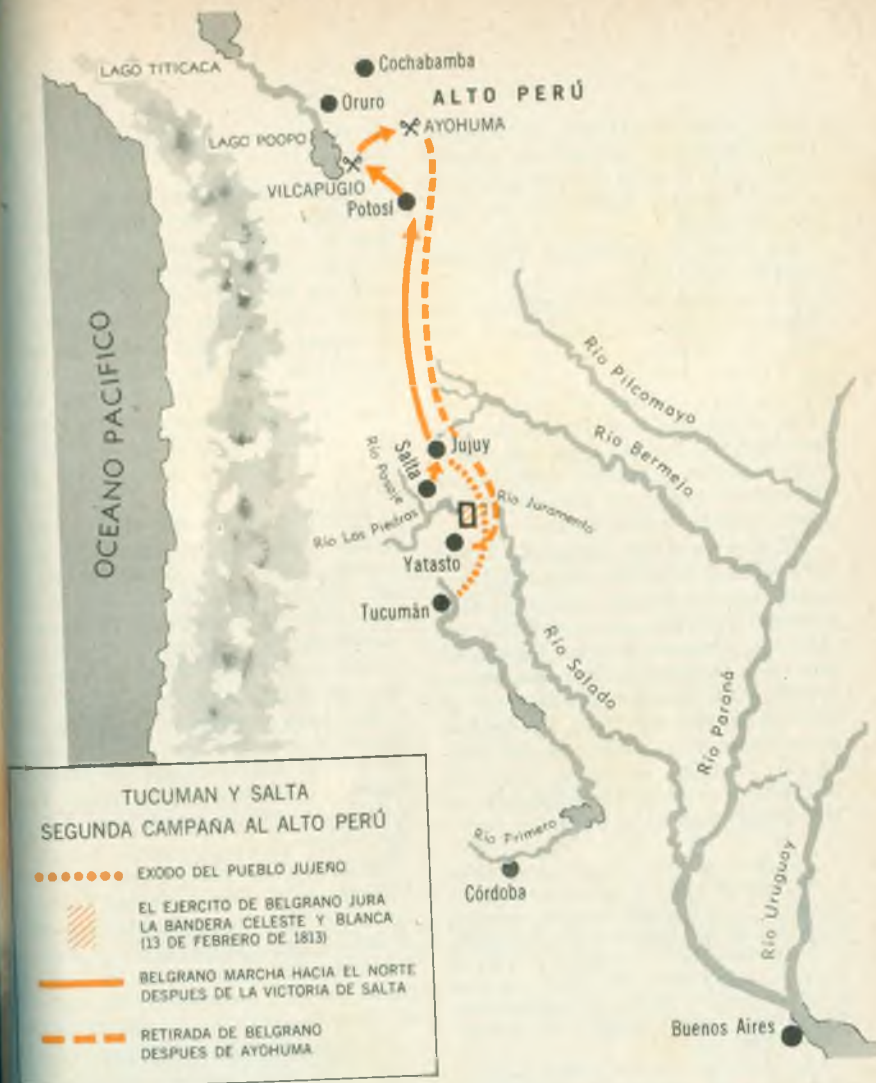 LAGO TITICACA
Cochabamba
ALTO PERÚ
Oruro
AYOHUMA
LAGO POOPO
VILCAPUGIO
Potosí
OCEÁNO PACIFICO
Río Pilcomayo
Río Bermejo
Jujuy
Salta
Río Pasaje
Río Juramento
Río Las Piedras
Yatasto
Tucumán
Río Salado
Río Paraná
Río Primero
Córdoba
Río Uruguay
Buenos Aires
TUCUMAN Y SALTA
SEGUNDA CAMPAÑA AL ALTO PERÚ
EXODO DEL PUEBLO JUJEÑO
EL EJERCITO DE BELGRANO JURA
LA BANDERA CELESTE Y BLANCA
(13 DE FEBRERO DE 1813)
BELGRANO MARCHA HACIA EL NORTE
DESPUES DE LA VICTORIA DE SALTA
RETIRADA DE BELGRANO
DESPUES DE AYOHUMA